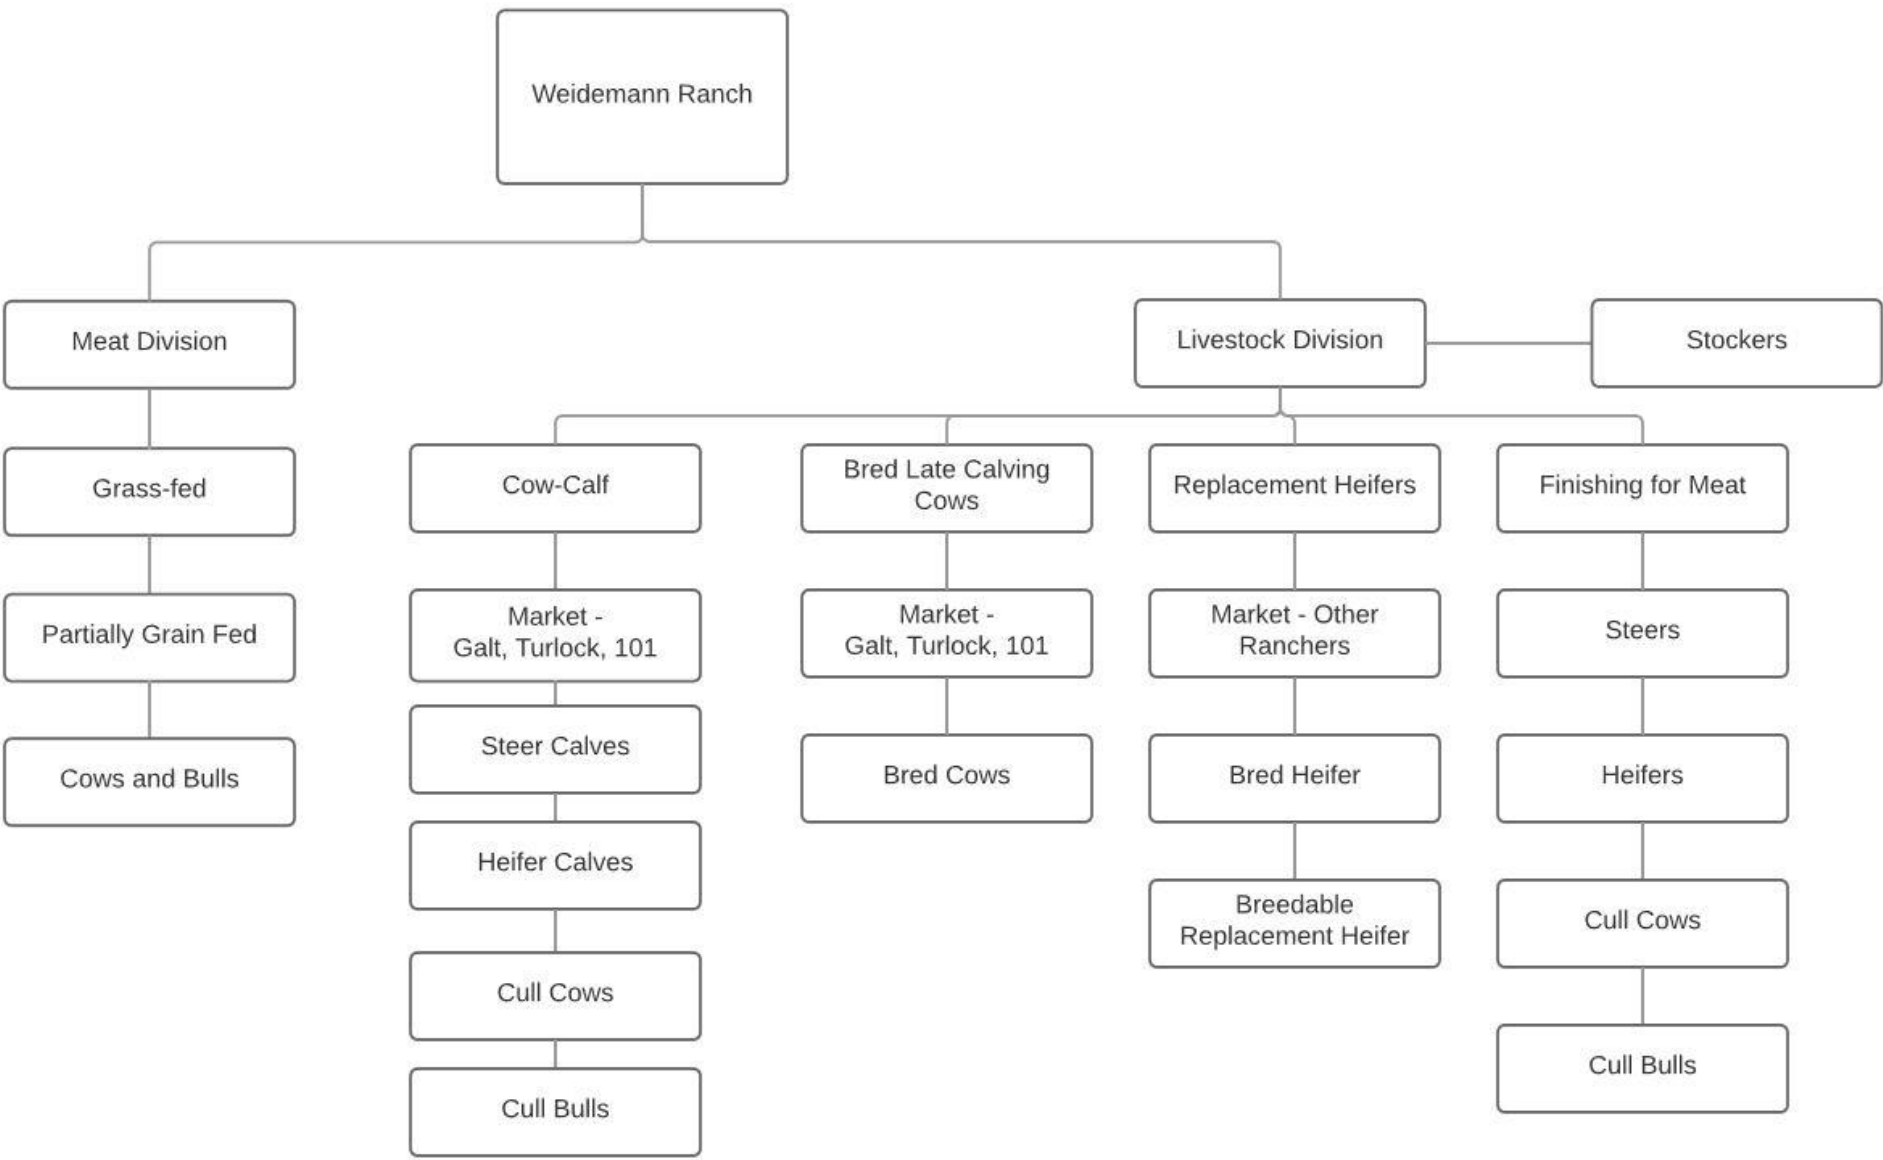 Weidemann Ranch
Meat Division
Livestock Division
Stockers
Grass-fed
Partially Grain Fed
Cows and Bulls
Cow-Calf
Market -
Galt, Turlock, 101
Steer Calves
Heifer Calves
Cull Cows
Cull Bulls
Bred Late Calving
Cows
Market -
Galt, Turlock, 101
Bred Cows
Replacement Heifers
Market - Other
Ranchers
Bred Heifer
Breedable
Replacement Heifer
Finishing for Meat
Steers
Heifers
Cull Cows
Cull Bulls